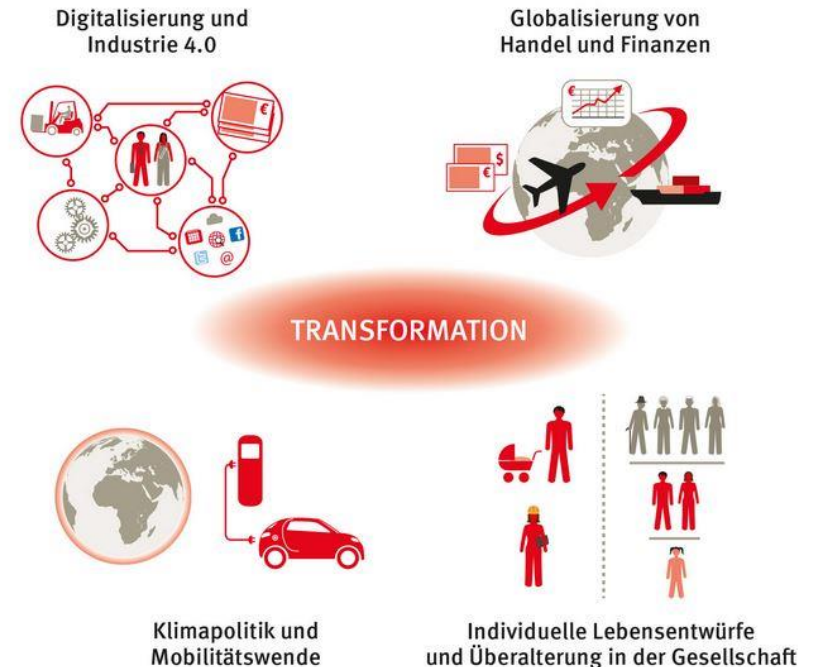 Digitalisierung und
Industrie 4.0
Globalisierung von
Handel und Finanzen
€
€
$
€
f
@
TRANSFORMATION
Klimapolitik und
Mobilitätswende
Individuelle Lebensentwürfe
und Überalterung in der Gesellschaft